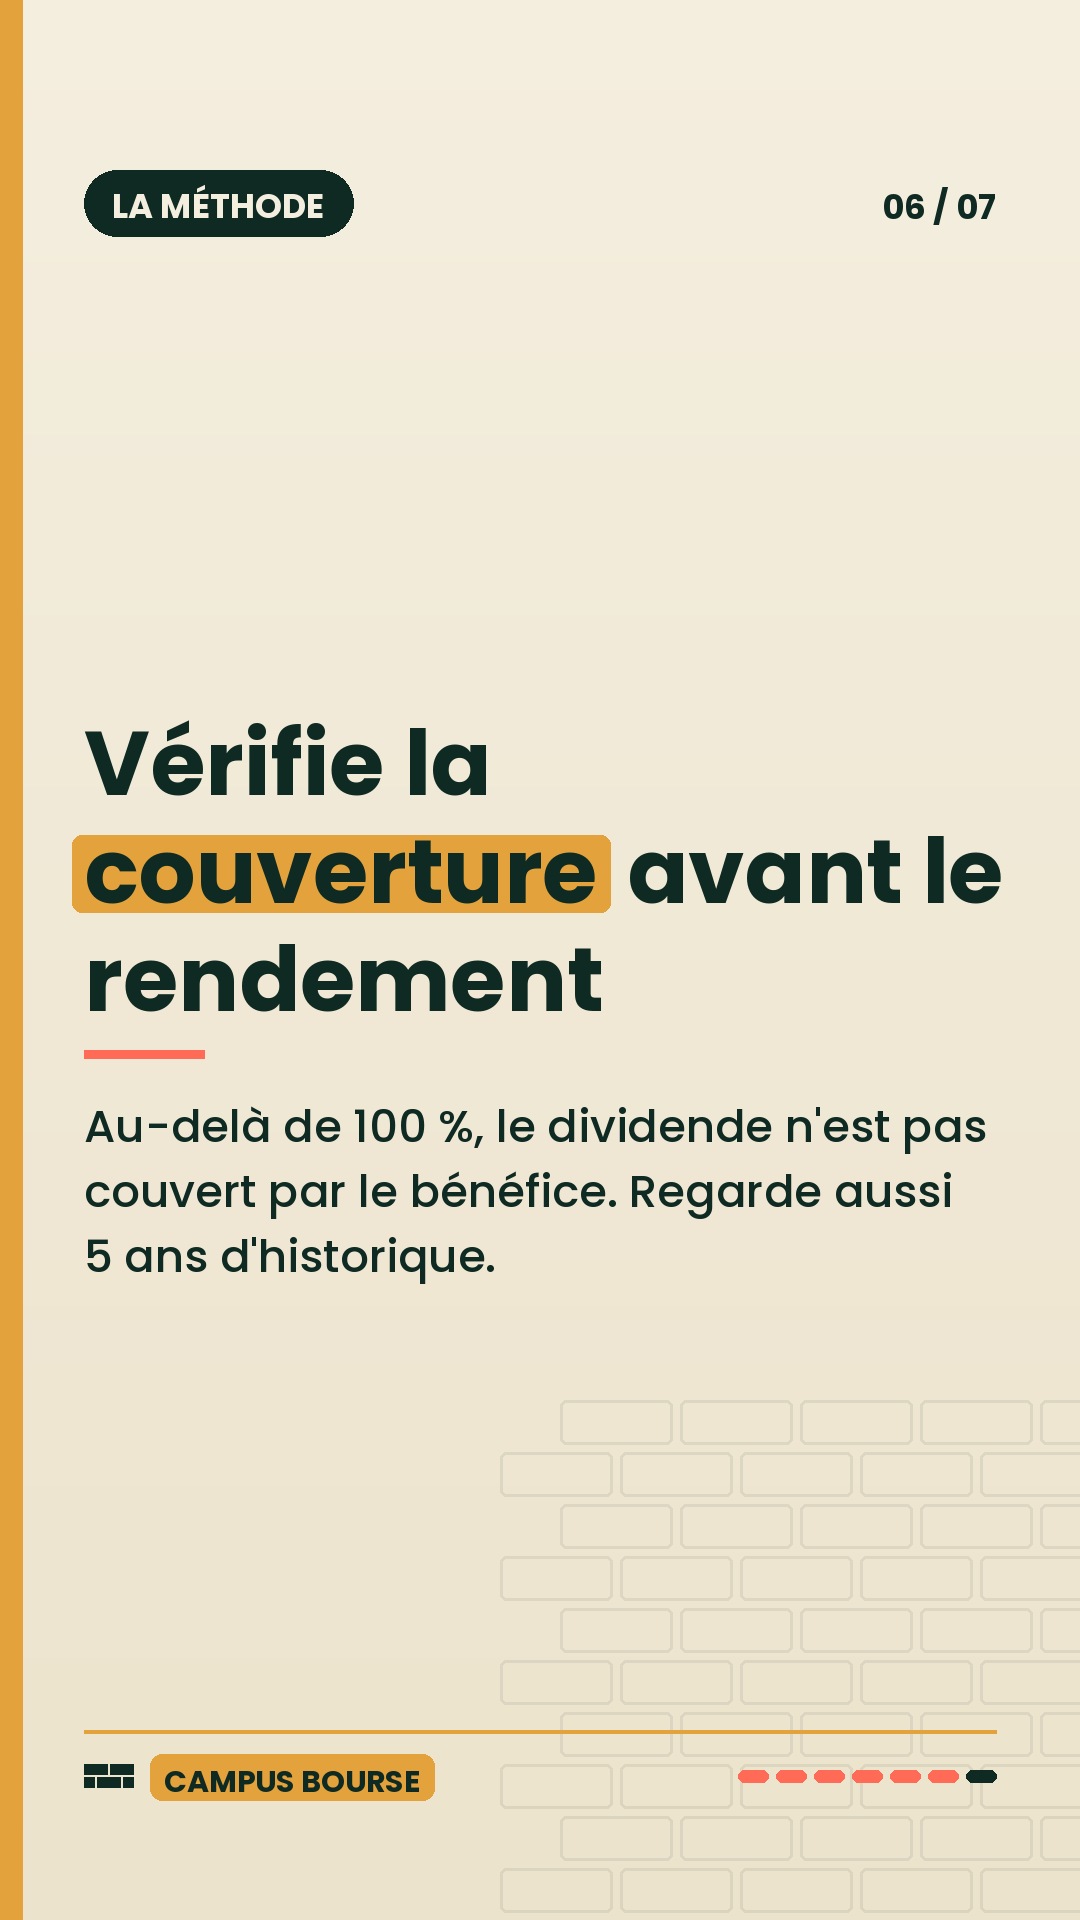 LA MÉTHODE
06 / 07
Vérifie la
couverture avant le
rendement
Au-delà de 100 %, le dividende n'est pas
couvert par le bénéfice. Regarde aussi
5 ans d'historique.
CAMPUS BOURSE